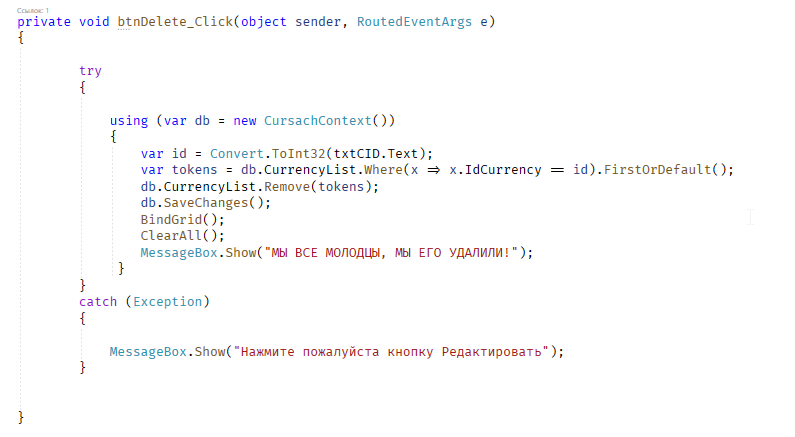 Ссылок: 1
private void btnDelete_Click(object sender, RoutedEventArgs e)
{
try
{
using (var db = new CursachContext())
{
var id = Convert.ToInt32(txtCID.Text);
var tokens = db.CurrencyList.Where(x => x.IdCurrency == id).FirstOrDefault();
db.CurrencyList.Remove(tokens);
db.SaveChanges();
BindGrid();
ClearAll();
MessageBox.Show("МЫ ВСЕ МОЛОДЦЫ, МЫ ЕГО УДАЛИЛИ!");
}
}
catch (Exception)
{
MessageBox.Show("Нажмите пожалуйста кнопку Редактировать");
}
}